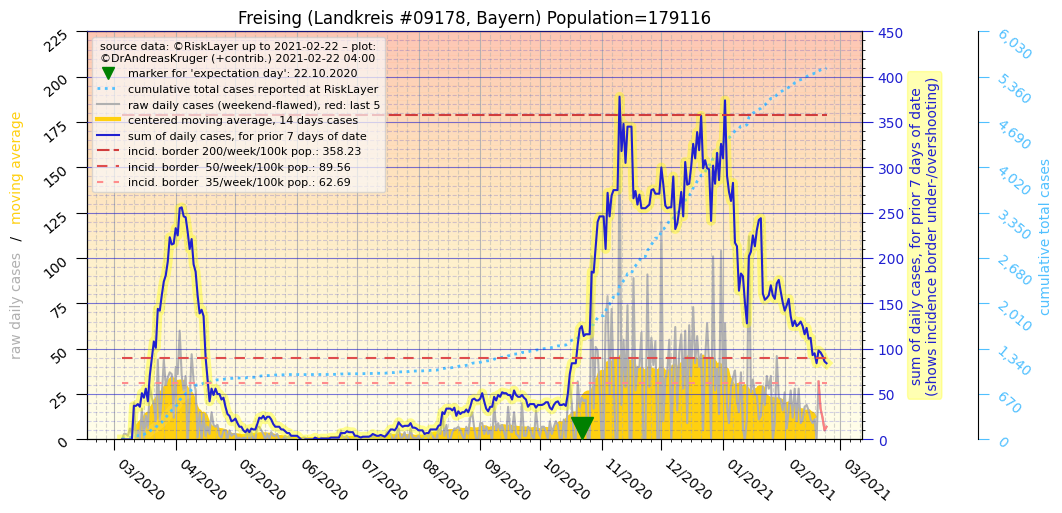 Freising (Landkreis #09178, Bayern) Population=179116
source data: ©RiskLayer up to 2021-02-22 – plot:
©DrAndreasKruger (+contrib.) 2021-02-22 04:00
marker for 'expectation day': 22.10.2020
cumulative total cases reported at RiskLayer
raw daily cases (weekend-flawed), red: last 5
centered moving average, 14 days cases
sum of daily cases, for prior 7 days of date
incid. border 200/week/100k pop.: 358.23
incid. border  50/week/100k pop.: 89.56
incid. border  35/week/100k pop.: 62.69
raw daily cases / moving average
225
200
175
150
125
100
75
50
25
0
450
400
350
300
250
200
150
100
50
0
sum of daily cases, for prior 7 days of date
(shows incidence border under-/overshooting)
6,030
5,360
4,690
4,020
3,350
2,680
2,010
1,340
670
0
cumulative total cases
03/2020
04/2020
05/2020
06/2020
07/2020
08/2020
09/2020
10/2020
11/2020
12/2020
01/2021
02/2021
03/2021